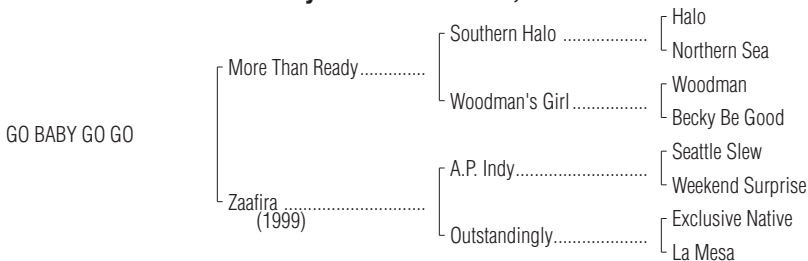 Halo
Southern Halo ..................
Northern Sea
More Than Ready..............
Woodman
Woodman's Girl................
Becky Be Good
GO BABY GO GO
Seattle Slew
A.P. Indy............................
Weekend Surprise
Zaafira ..............................
(1999)
Exclusive Native
Outstandingly....................
La Mesa